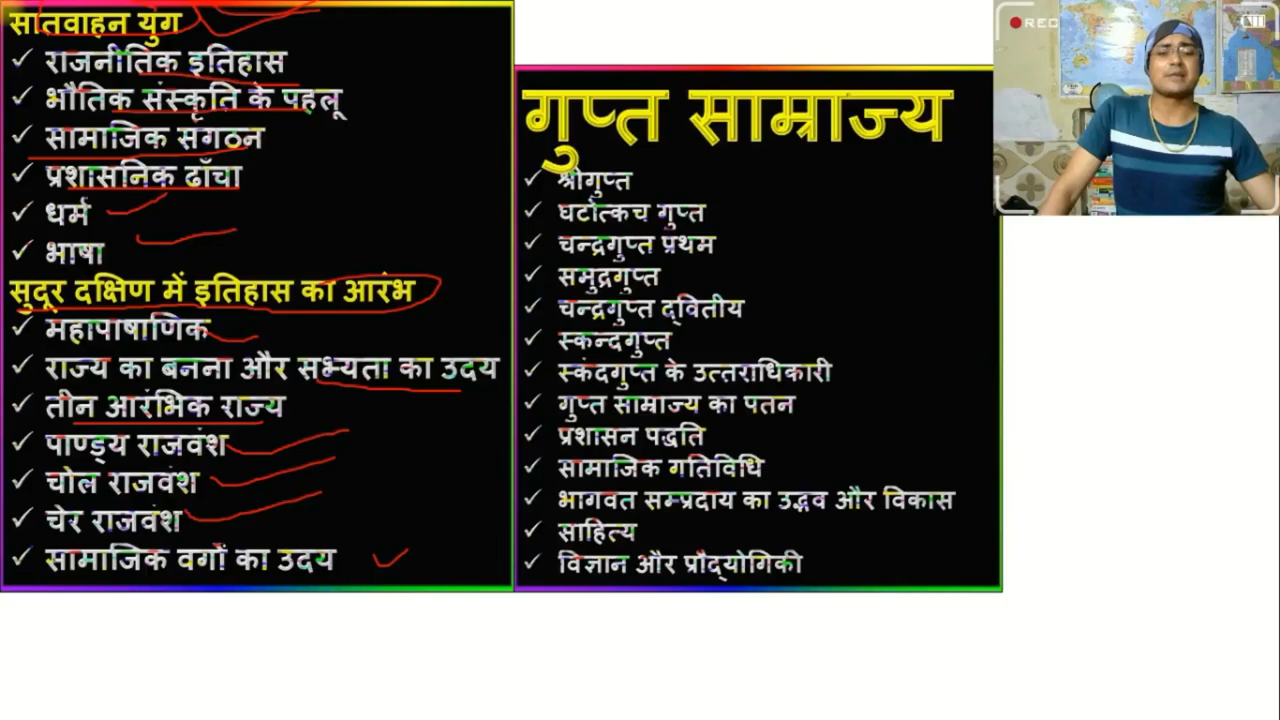 सातवाहन युग
✓ राजनीतिक इतिहास
✓ भौतिक संस्कृति के पहलू
✓ सामाजिक संगठन
✓ प्रशासनिक ढाँचा
✓ धर्म
✓ भाषा
सुदूर दक्षिण में इतिहास का आरंभ
✓ महापाषाणिक
✓ राज्य का बनना और सभ्यता का उदय
✓ तीन आरंभिक राज्य
✓ पाण्ड्य राजवंश
✓ चोल राजवंश
✓ चेर राजवंश
✓ सामाजिक वर्गो का उदय
गुप्त साम्राज्य
✓ श्रीगुप्त
✓ घटोत्कच गुप्त
✓ चन्द्रगुप्त प्रथम
✓ समुद्रगुप्त
✓ चन्द्रगुप्त द्वितीय
✓ स्कन्दगुप्त
✓ स्कंदगुप्त के उत्तराधिकारी
✓ गुप्त साम्राज्य का पतन
✓ प्रशासन पद्धति
✓ सामाजिक गतिविधि
✓ भागवत सम्प्रदाय का उद्भव और विकास
✓ साहित्य
✓ विज्ञान और प्रौद्योगिकी
REC